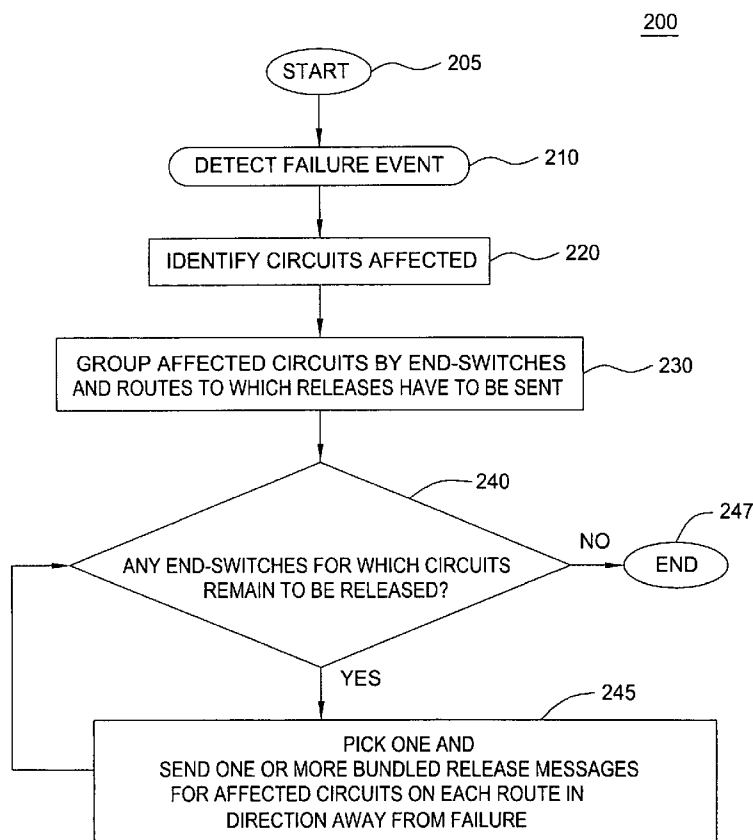 200
START
205
DETECT FAILURE EVENT
210
IDENTIFY CIRCUITS AFFECTED
220
GROUP AFFECTED CIRCUITS BY END-SWITCHES
AND ROUTES TO WHICH RELEASES HAVE TO BE SENT
230
240
ANY END-SWITCHES FOR WHICH CIRCUITS
REMAIN TO BE RELEASED?
NO
247
END
YES
245
PICK ONE AND
SEND ONE OR MORE BUNDLED RELEASE MESSAGES
FOR AFFECTED CIRCUITS ON EACH ROUTE IN
DIRECTION AWAY FROM FAILURE